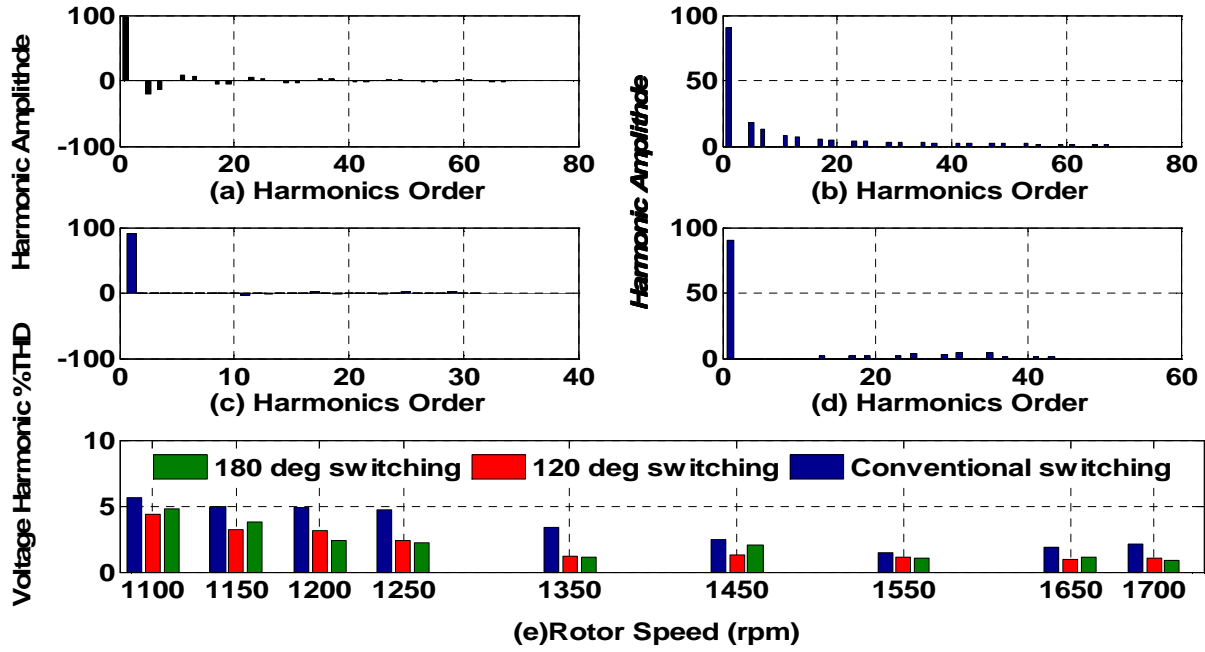 Harmonic Amplithde
100
0
-100
0 20 40 60 80
(a) Harmonics Order
Harmonic Amplithde
100
50
0
0 20 40 60 80
(b) Harmonics Order
100
0
-100
0 10 20 30 40
(c) Harmonics Order
100
50
0
0 20 40 60
(d) Harmonics Order
Voltage Harmonic %THD
10
5
0
180 deg switching 120 deg switching Conventional switching
1100 1150 1200 1250 1350 1450 1550 1650 1700
(e)Rotor Speed (rpm)